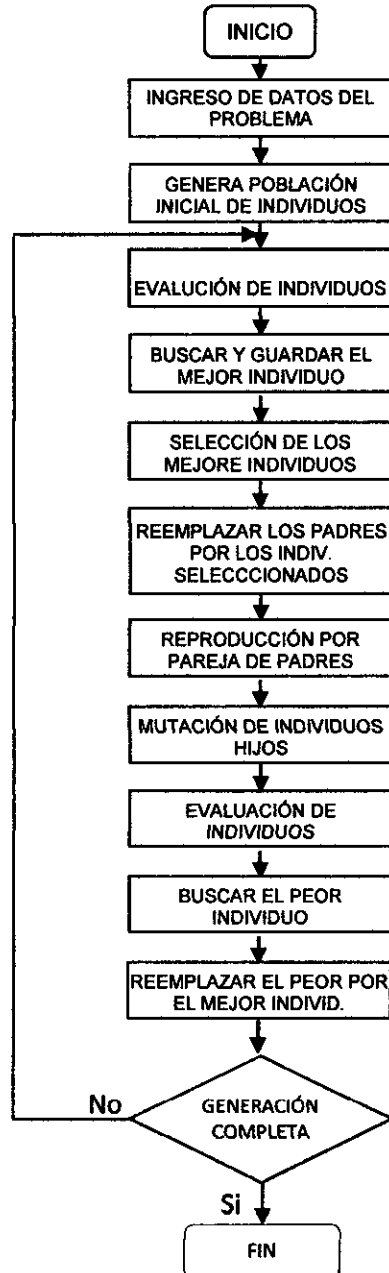 INICIO
INGRESO DE DATOS DEL
PROBLEMA
GENERA POBLACIÓN
INICIAL DE INDIVIDUOS
EVALUCIÓN DE INDIVIDUOS
BUSCAR Y GUARDAR EL
MEJOR INDIVIDUO
SELECCIÓN DE LOS
MEJORE INDIVIDUOS
REEMPLAZAR LOS PADRES
POR LOS INDIV.
SELECCCIONADOS
REPRODUCCIÓN POR
PAREJA DE PADRES
MUTACIÓN DE INDIVIDUOS
HIJOS
EVALUACIÓN DE
INDIVIDUOS
BUSCAR EL PEOR
INDIVIDUO
REEMPLAZAR EL PEOR POR
EL MEJOR INDIVID.
No
GENERACIÓN
COMPLETA
Si
FIN